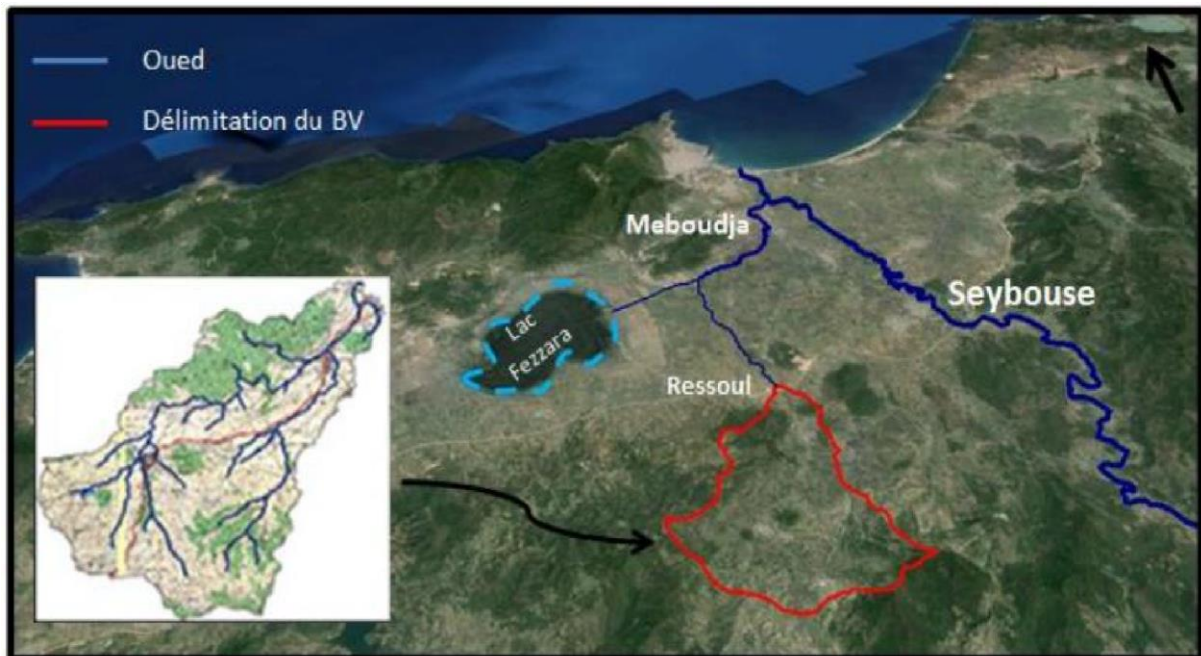 Oued
Délimitation du BV
Meboudja
Seybouse
Lac
Fezzara
Ressoul